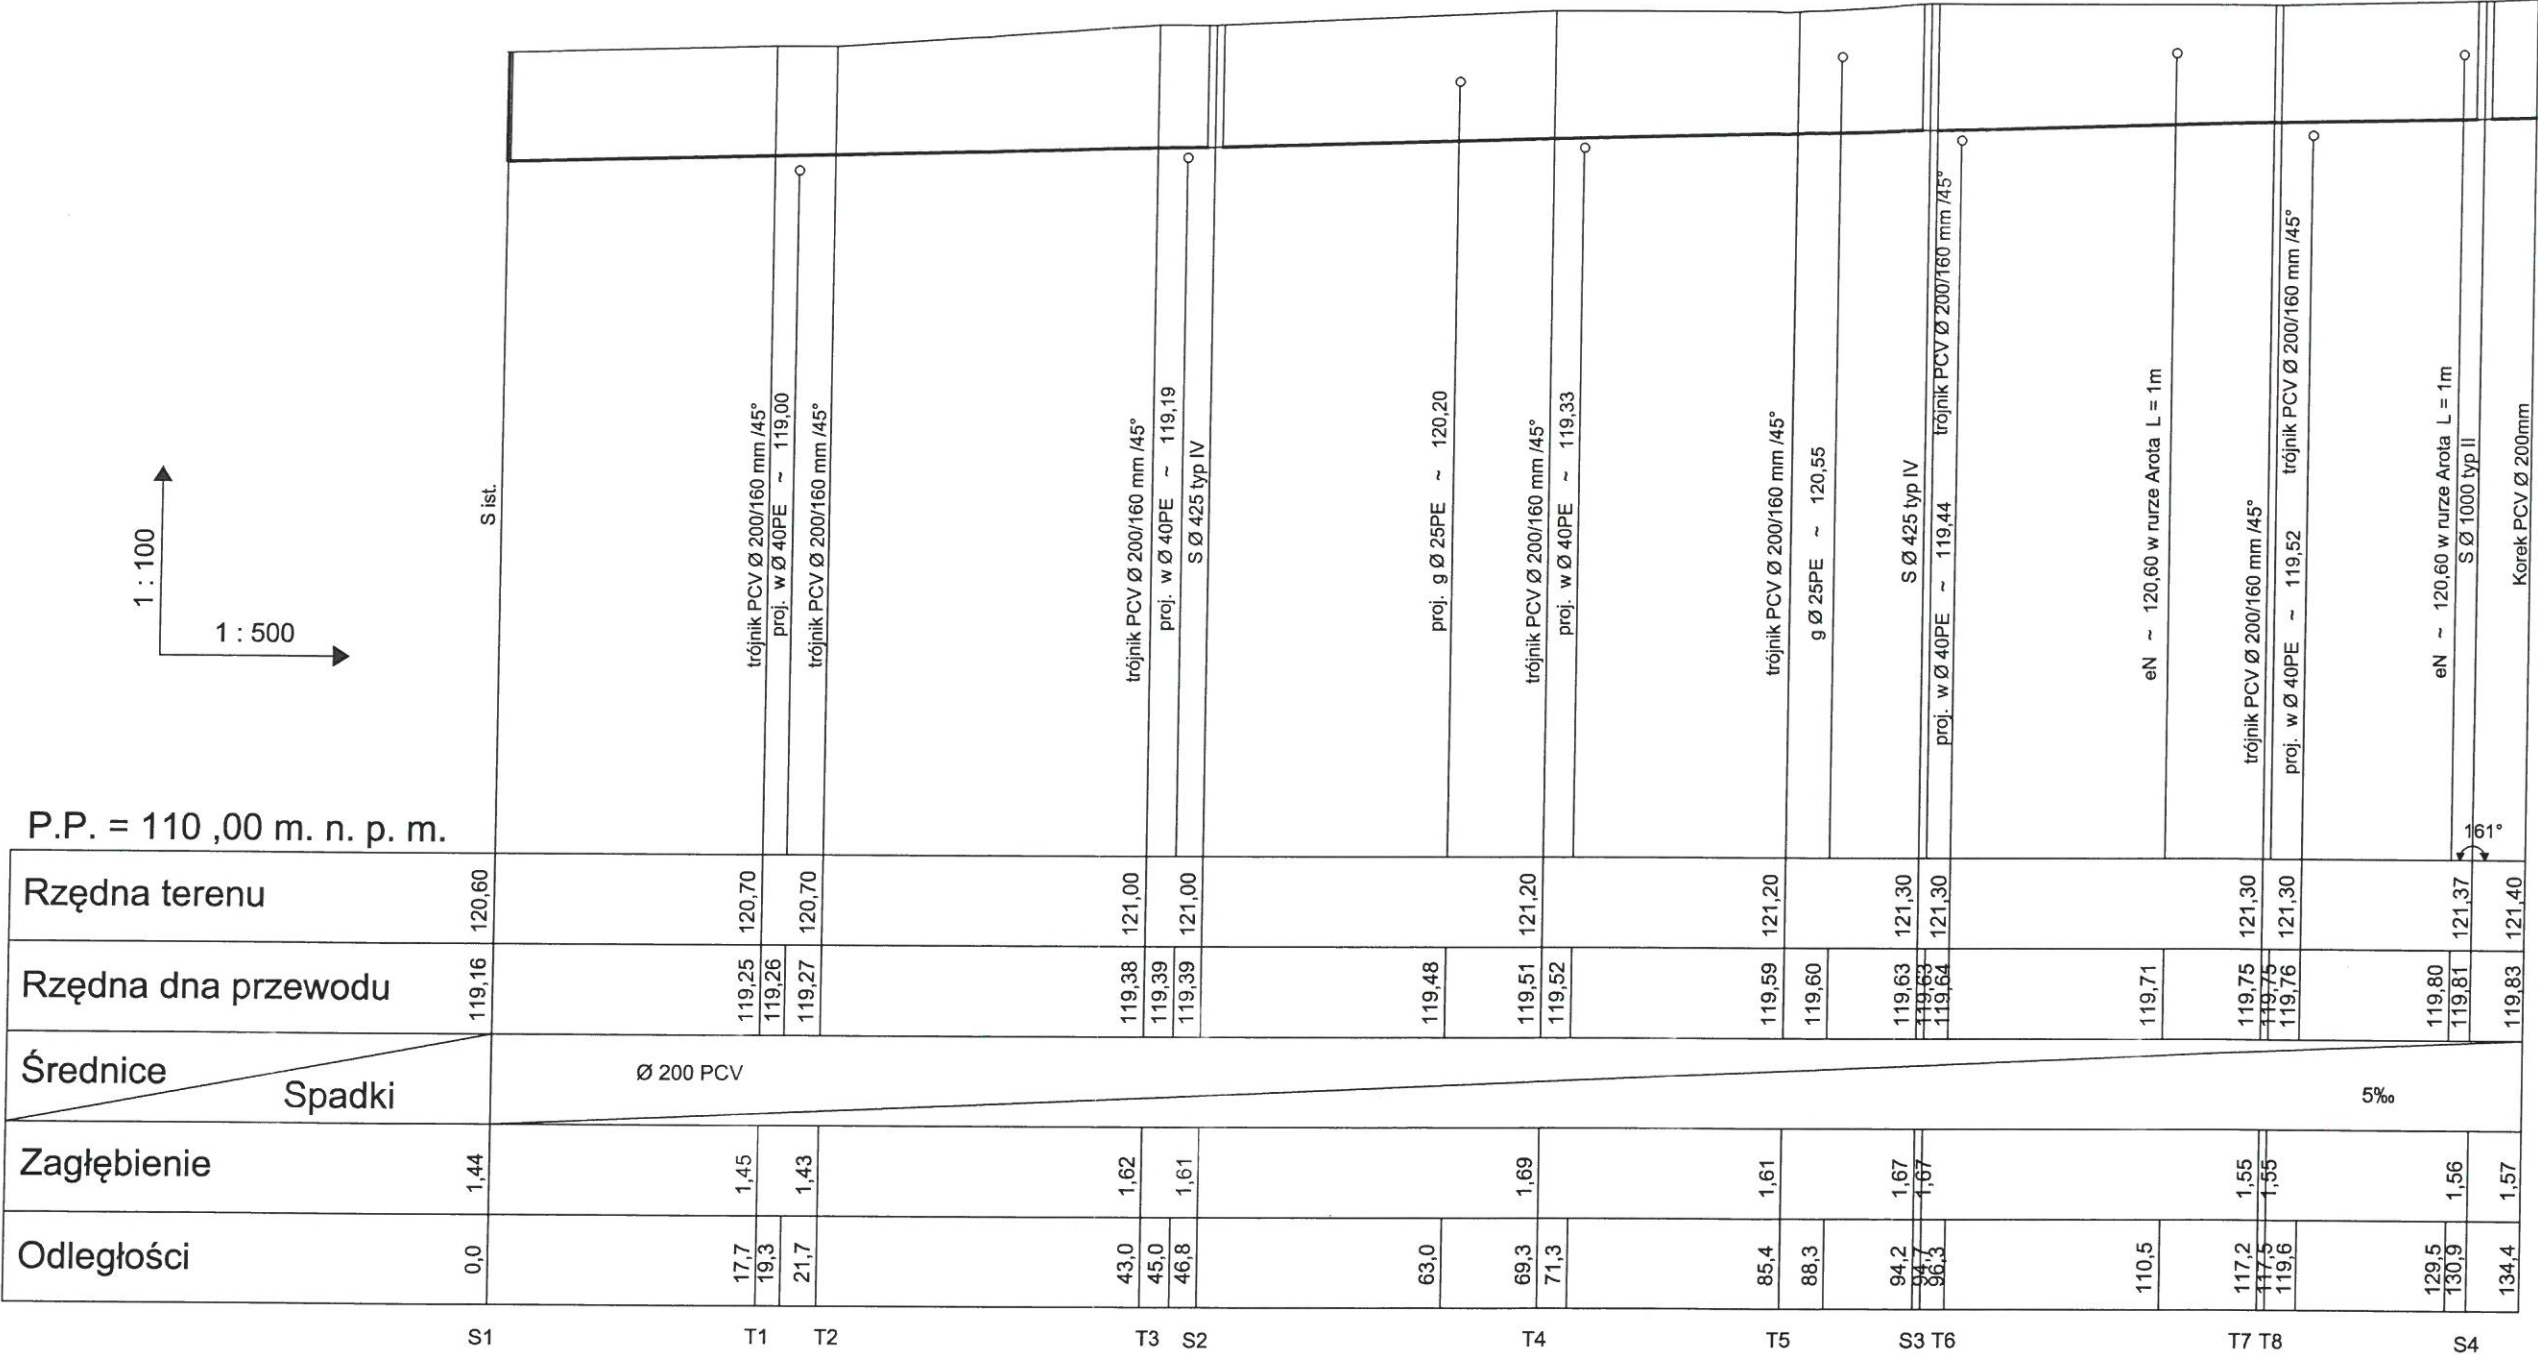 1 : 100
1 : 500
S ist.
trójnik PCV Ø 200/160 mm /45°
proj. w Ø 40PE ~ 119,00
trójnik PCV Ø 200/160 mm /45°
trójnik PCV Ø 200/160 mm /45°
proj. w Ø 40PE ~ 119,19
S Ø 425 typ IV
proj. g Ø 25PE ~ 120,20
trójnik PCV Ø 200/160 mm /45°
proj. w Ø 40PE ~ 119,33
trójnik PCV Ø 200/160 mm /45°
g Ø 25PE ~ 120,55
S Ø 425 typ IV
proj. w Ø 40PE ~ 119,44 trójnik PCV Ø 200/160 mm /45°
eN ~ 120,60 w rurze Arota L = 1m
trójnik PCV Ø 200/160 mm /45°
proj. w Ø 40PE ~ 119,52 trójnik PCV Ø 200/160 mm /45°
eN ~ 120,60 w rurze Arota L = 1m
S Ø 1000 typ II
Korek PCV Ø 200mm
161°
P.P. = 110 ,00 m. n. p. m.
Rzędna terenu 120,60 120,70 120,70 121,00 121,00 121,20 121,20 121,30 121,30 121,30 121,30 121,37 121,40
Rzędna dna przewodu 119,16 119,25 119,26 119,27 119,38 119,39 119,39 119,48 119,51 119,52 119,59 119,60 119,63 119,63 119,64 119,71 119,75 119,75 119,76 119,80 119,81 119,83
Średnice Ø 200 PCV
Spadki 5‰
Zagłębienie 1,44 1,45 1,43 1,62 1,61 1,69 1,61 1,67 1,67 1,55 1,55 1,56 1,57
Odległości 0,0 17,7 19,3 21,7 43,0 45,0 46,8 63,0 69,3 71,3 85,4 88,3 94,2 94,7 96,3 110,5 117,2 117,5 119,6 129,5 130,9 134,4
S1 T1 T2 T3 S2 T4 T5 S3 T6 T7 T8 S4